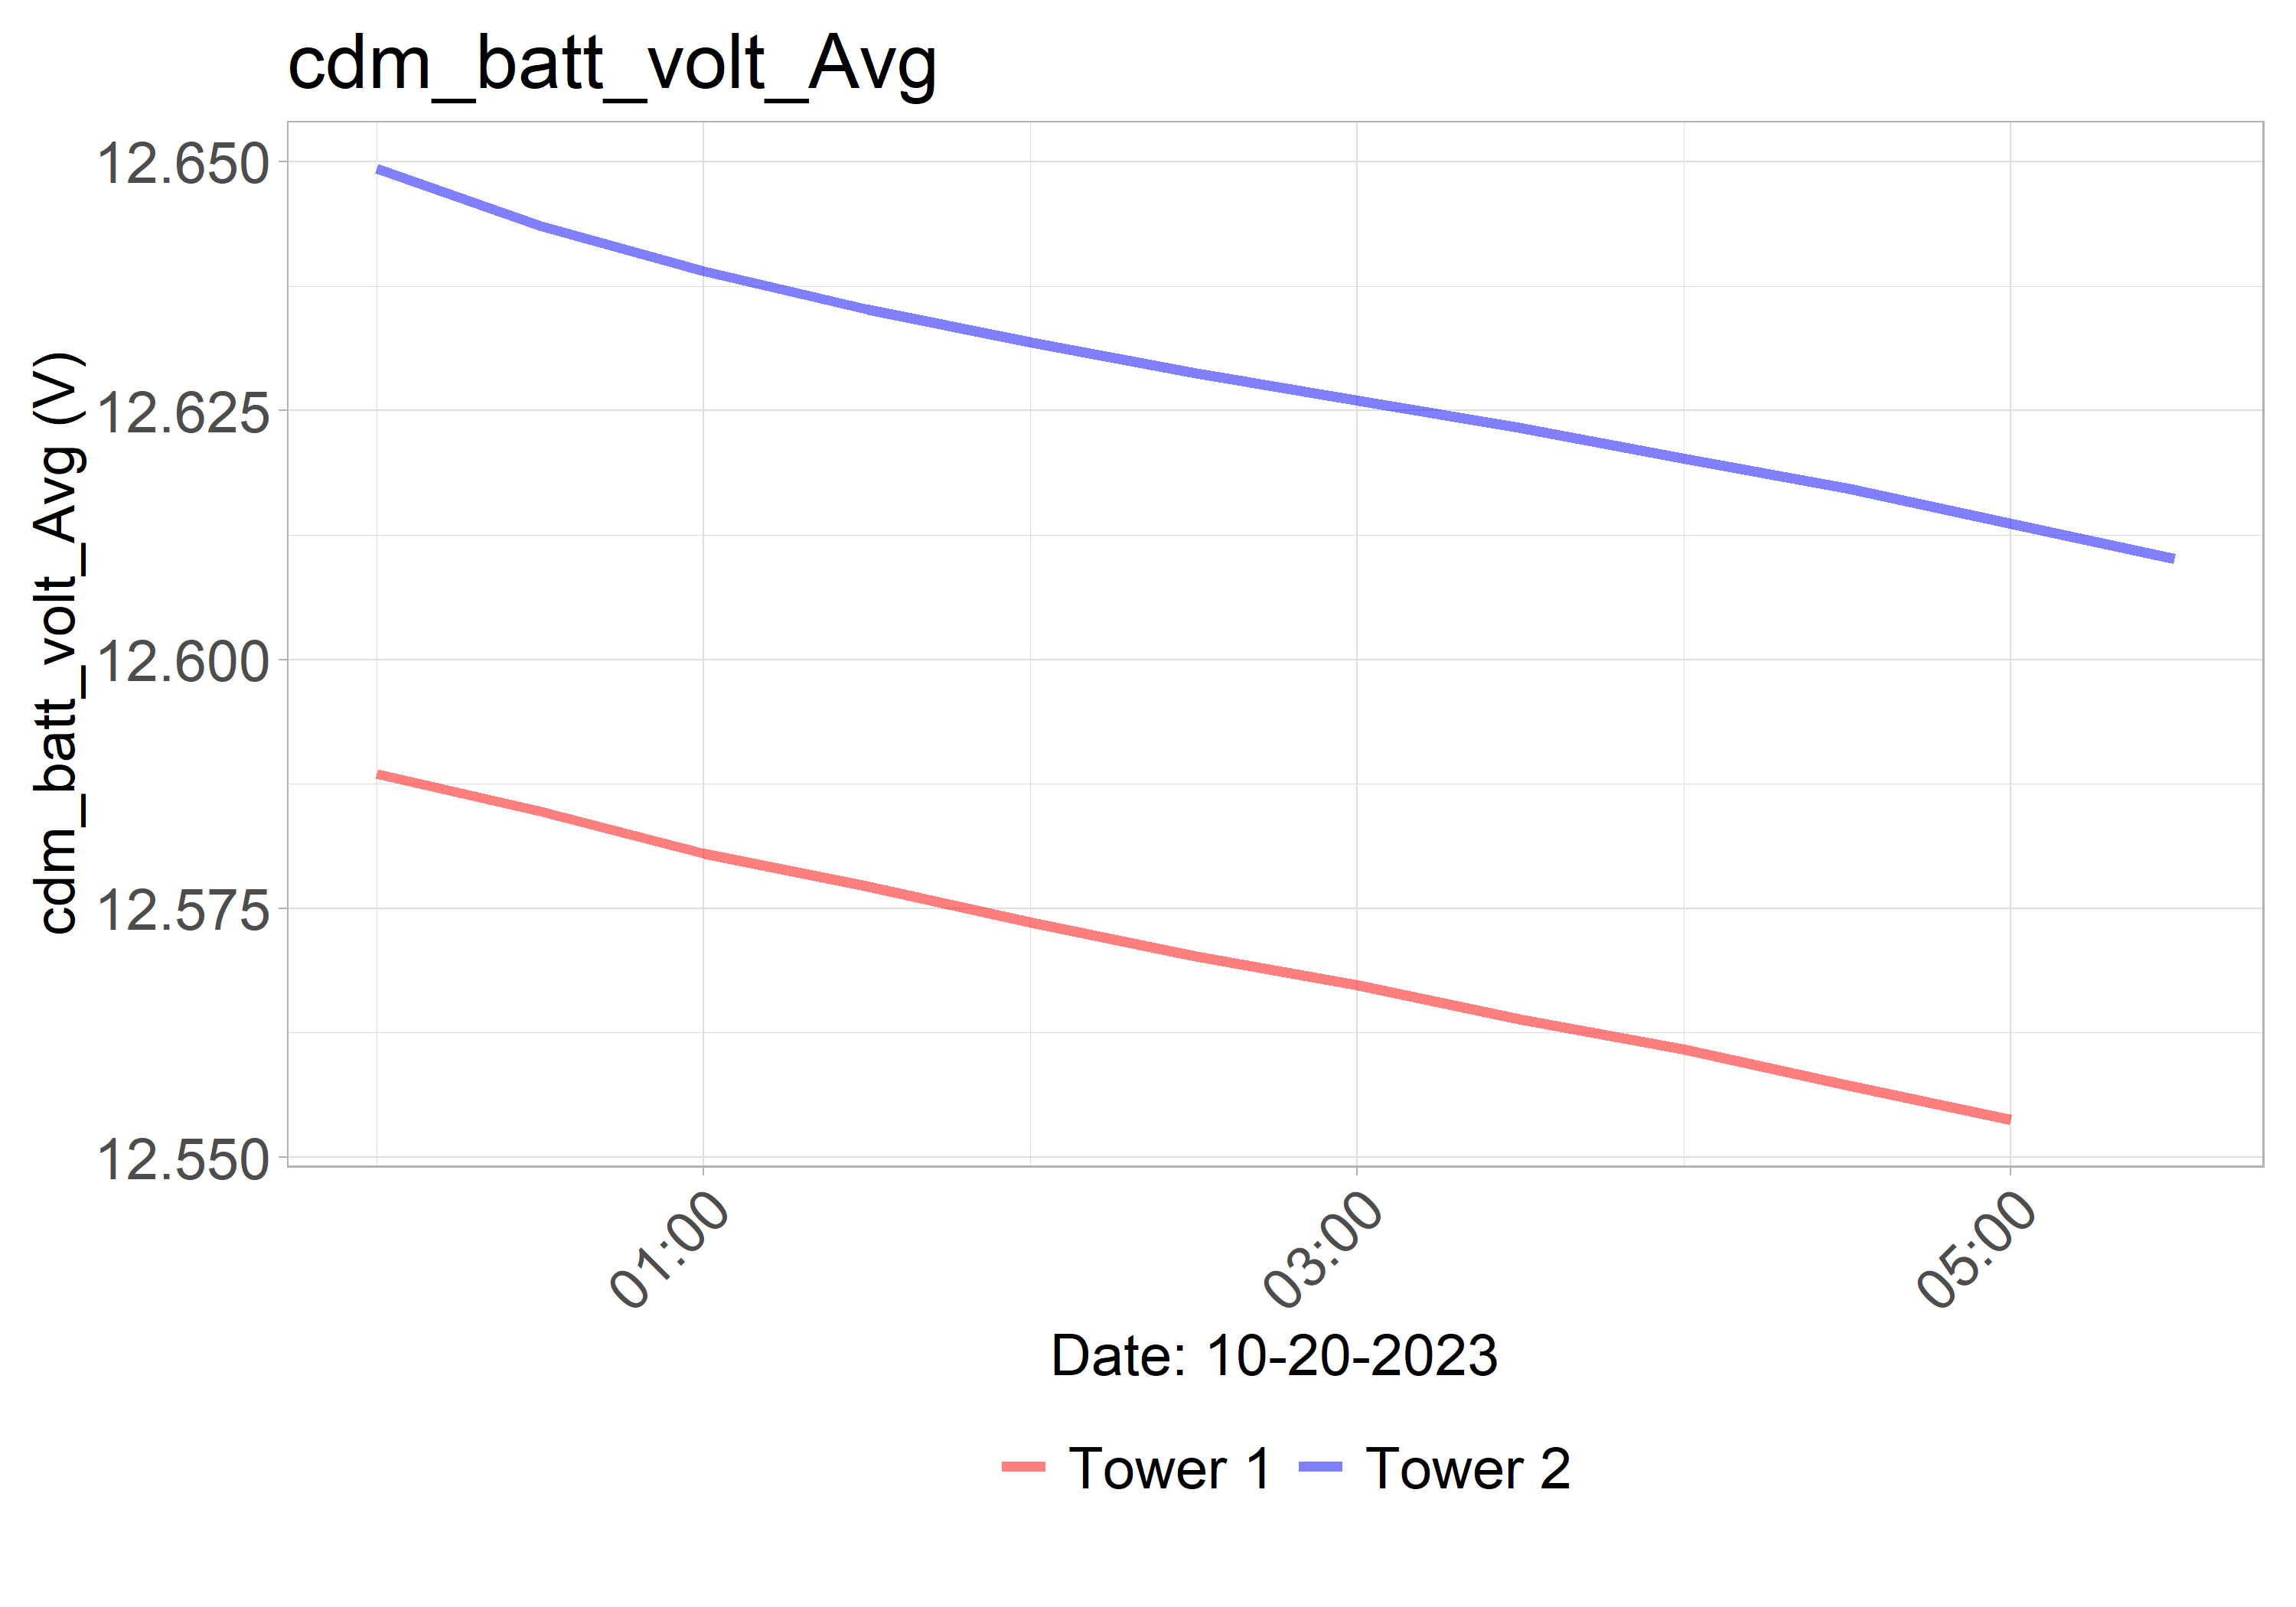 cdm_batt_volt_Avg
cdm_batt_volt_Avg (V)
12.650
12.625
12.600
12.575
12.550
01:00
03:00
05:00
Date: 10-20-2023
Tower 1
Tower 2